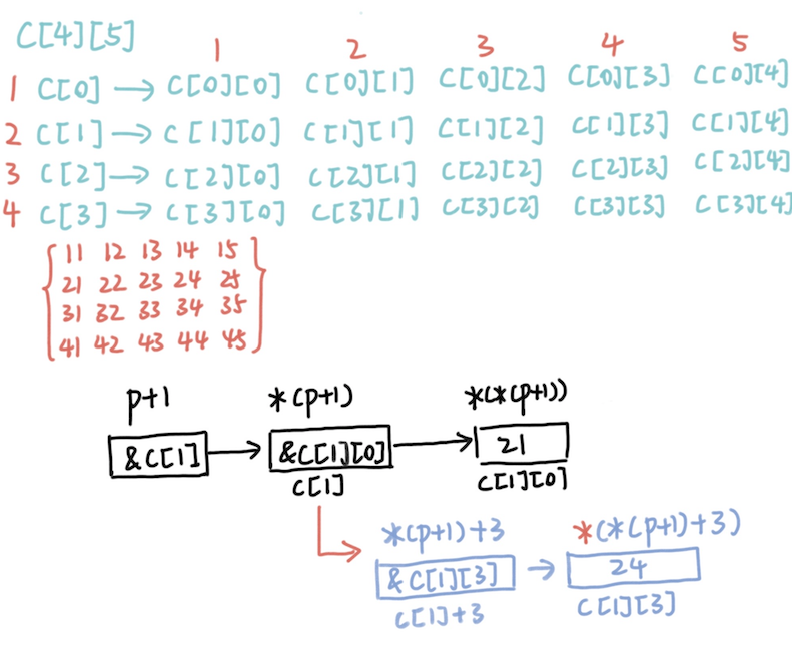 C[4][5]
1 2 3 4 5
1 C[0] → C[0][0] C[0][1] C[0][2] C[0][3] C[0][4]
2 C[1] → C[1][0] C[1][1] C[1][2] C[1][3] C[1][4]
3 C[2] → C[2][0] C[2][1] C[2][2] C[2][3] C[2][4]
4 C[3] → C[3][0] C[3][1] C[3][2] C[3][3] C[3][4]
11 12 13 14 15
21 22 23 24 25
31 32 33 34 35
41 42 43 44 45
p+1 *(p+1) *(*(p+1))
&C[1] → &C[1][0] → 21
C[1] C[1][0]
*(p+1)+3 *(*(p+1)+3)
&C[1][3] → 24
C[1]+3 C[1][3]